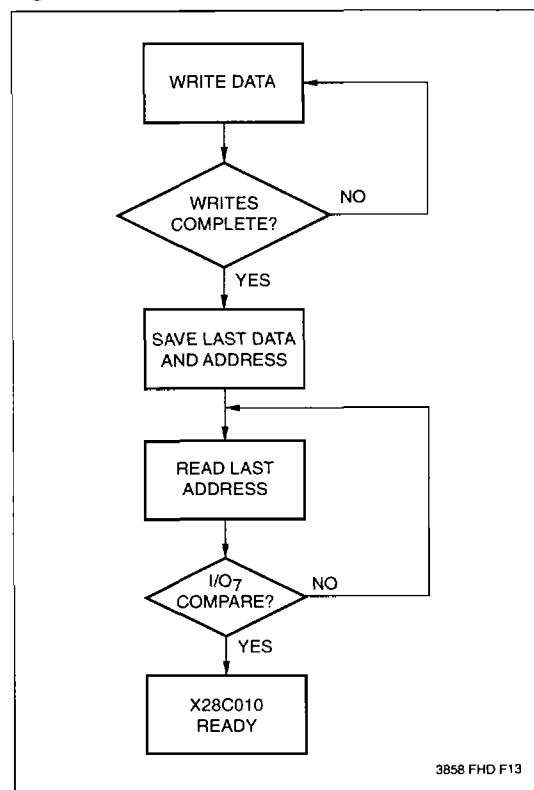 WRITE DATA
WRITES
COMPLETE?
NO
YES
SAVE LAST DATA
AND ADDRESS
READ LAST
ADDRESS
I/O7
COMPARE?
NO
YES
X28C010
READY
3858 FHD F13